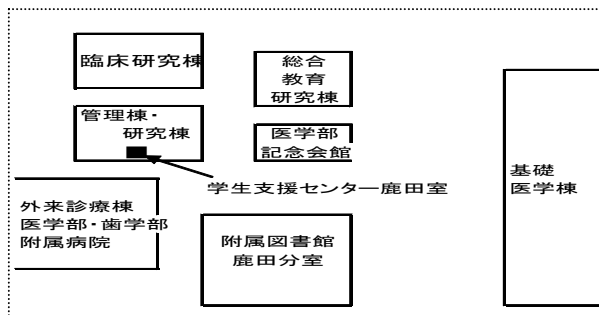 臨床研究棟
総合
教育
研究棟
管理棟・
研究棟
医学部
記念会館
学生支援センター鹿田室
基礎
医学棟
外来診療棟
医学部・歯学部
附属病院
附属図書館
鹿田分室